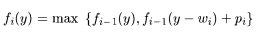 f_i(y) = max {f_{i−1}(y), f_{i−1}(y − w_i) + p_i}